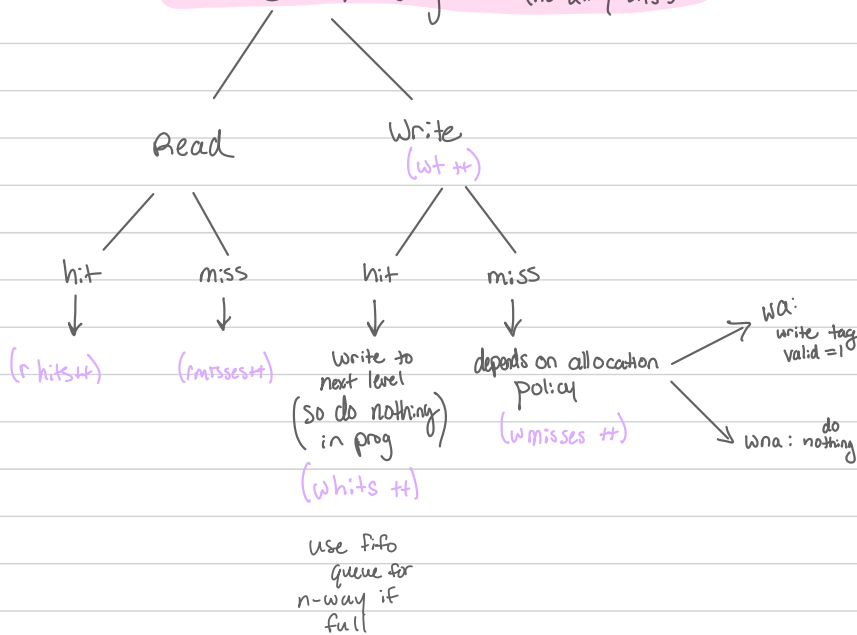 Read
Write
(wt ++)
hit
miss
hit
miss
(r hits++)
(rmisses++)
write to
next level
(so do nothing
in prog)
(whits ++)
depends on allocation
policy
(wmisses ++)
wa:
write tag
valid =1
wna: do
nothing
use fifo
queue for
n-way if
full